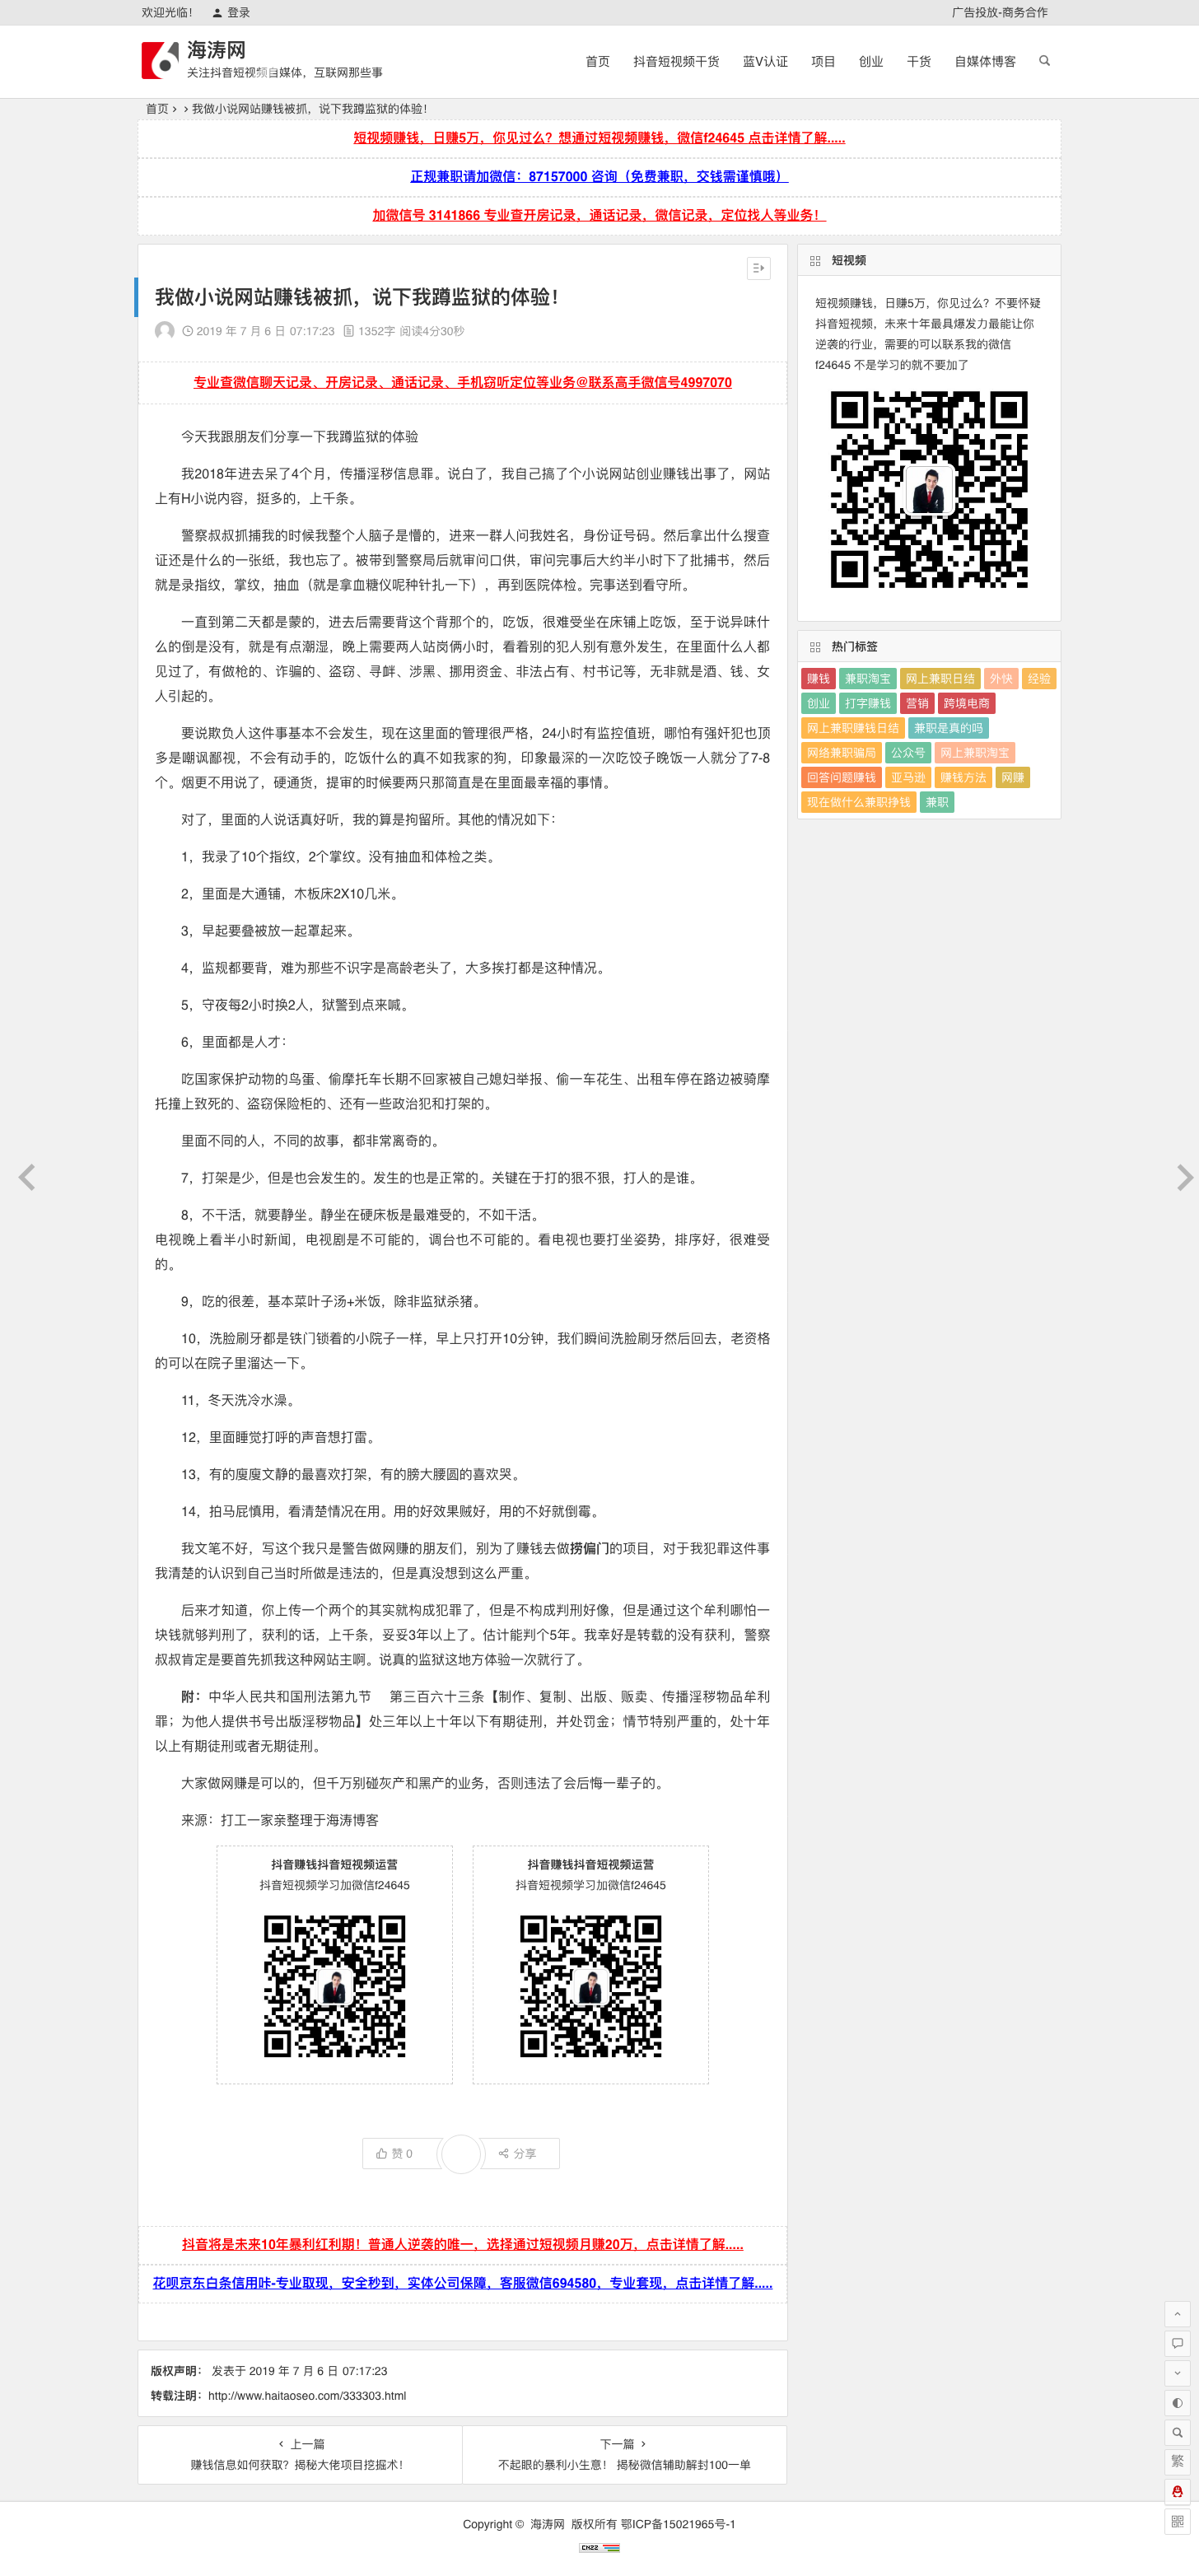 欢迎光临！ 登录 广告投放-商务合作
海涛网
关注抖音短视频自媒体，互联网那些事
首页 抖音短视频干货 蓝V认证 项目 创业 干货 自媒体博客
首页 › › 我做小说网站赚钱被抓，说下我蹲监狱的体验！
短视频赚钱，日赚5万，你见过么？想通过短视频赚钱，微信f24645 点击详情了解.....
正规兼职请加微信：87157000 咨询（免费兼职，交钱需谨慎哦）
加微信号 3141866 专业查开房记录，通话记录，微信记录，定位找人等业务！
我做小说网站赚钱被抓，说下我蹲监狱的体验！
2019 年 7 月 6 日 07:17:23 1352字 阅读4分30秒
专业查微信聊天记录、开房记录、通话记录、手机窃听定位等业务@联系高手微信号4997070
今天我跟朋友们分享一下我蹲监狱的体验
我2018年进去呆了4个月，传播淫秽信息罪。说白了，我自己搞了个小说网站创业赚钱出事了，网站
上有H小说内容，挺多的，上千条。
警察叔叔抓捕我的时候我整个人脑子是懵的，进来一群人问我姓名，身份证号码。然后拿出什么搜查
证还是什么的一张纸，我也忘了。被带到警察局后就审问口供，审问完事后大约半小时下了批捕书，然后
就是录指纹，掌纹，抽血（就是拿血糖仪呢种针扎一下），再到医院体检。完事送到看守所。
一直到第二天都是蒙的，进去后需要背这个背那个的，吃饭，很难受坐在床铺上吃饭，至于说异味什
么的倒是没有，就是有点潮湿，晚上需要两人站岗俩小时，看着别的犯人别有意外发生，在里面什么人都
见过了，有做枪的、诈骗的、盗窃、寻衅、涉黑、挪用资金、非法占有、村书记等，无非就是酒、钱、女
人引起的。
要说欺负人这件事基本不会发生，现在这里面的管理很严格，24小时有监控值班，哪怕有强奸犯也顶
多是嘲讽鄙视，不会有动手的，吃饭什么的真不如我家的狗，印象最深的一次吃饺子晚饭一人就分了7-8
个。烟更不用说了，硬通货，提审的时候要两只那简直是在里面最幸福的事情。
对了，里面的人说话真好听，我的算是拘留所。其他的情况如下：
1，我录了10个指纹，2个掌纹。没有抽血和体检之类。
2，里面是大通铺，木板床2X10几米。
3，早起要叠被放一起罩起来。
4，监规都要背，难为那些不识字是高龄老头了，大多挨打都是这种情况。
5，守夜每2小时换2人，狱警到点来喊。
6，里面都是人才：
吃国家保护动物的鸟蛋、偷摩托车长期不回家被自己媳妇举报、偷一车花生、出租车停在路边被骑摩
托撞上致死的、盗窃保险柜的、还有一些政治犯和打架的。
里面不同的人，不同的故事，都非常离奇的。
7，打架是少，但是也会发生的。发生的也是正常的。关键在于打的狠不狠，打人的是谁。
8，不干活，就要静坐。静坐在硬床板是最难受的，不如干活。
电视晚上看半小时新闻，电视剧是不可能的，调台也不可能的。看电视也要打坐姿势，排序好，很难受
的。
9，吃的很差，基本菜叶子汤+米饭，除非监狱杀猪。
10，洗脸刷牙都是铁门锁着的小院子一样，早上只打开10分钟，我们瞬间洗脸刷牙然后回去，老资格
的可以在院子里溜达一下。
11，冬天洗冷水澡。
12，里面睡觉打呼的声音想打雷。
13，有的廋廋文静的最喜欢打架，有的膀大腰圆的喜欢哭。
14，拍马屁慎用，看清楚情况在用。用的好效果贼好，用的不好就倒霉。
我文笔不好，写这个我只是警告做网赚的朋友们，别为了赚钱去做捞偏门的项目，对于我犯罪这件事
我清楚的认识到自己当时所做是违法的，但是真没想到这么严重。
后来才知道，你上传一个两个的其实就构成犯罪了，但是不构成判刑好像，但是通过这个牟利哪怕一
块钱就够判刑了，获利的话，上千条，妥妥3年以上了。估计能判个5年。我幸好是转载的没有获利，警察
叔叔肯定是要首先抓我这种网站主啊。说真的监狱这地方体验一次就行了。
附：中华人民共和国刑法第九节 第三百六十三条【制作、复制、出版、贩卖、传播淫秽物品牟利
罪；为他人提供书号出版淫秽物品】处三年以上十年以下有期徒刑，并处罚金；情节特别严重的，处十年
以上有期徒刑或者无期徒刑。
大家做网赚是可以的，但千万别碰灰产和黑产的业务，否则违法了会后悔一辈子的。
来源：打工一家亲整理于海涛博客
抖音赚钱抖音短视频运营 抖音赚钱抖音短视频运营
抖音短视频学习加微信f24645 抖音短视频学习加微信f24645
赞 0 分享
抖音将是未来10年暴利红利期！普通人逆袭的唯一，选择通过短视频月赚20万，点击详情了解.....
花呗京东白条信用咔-专业取现，安全秒到，实体公司保障，客服微信694580，专业套现，点击详情了解.....
版权声明： 发表于 2019 年 7 月 6 日 07:17:23
转载注明：http://www.haitaoseo.com/333303.html
‹ 上一篇 下一篇 ›
赚钱信息如何获取？揭秘大佬项目挖掘术！ 不起眼的暴利小生意！ 揭秘微信辅助解封100一单
短视频
短视频赚钱，日赚5万，你见过么？不要怀疑
抖音短视频，未来十年最具爆发力最能让你
逆袭的行业，需要的可以联系我的微信
f24645 不是学习的就不要加了
热门标签
赚钱 兼职淘宝 网上兼职日结 外快 经验
创业 打字赚钱 营销 跨境电商
网上兼职赚钱日结 兼职是真的吗
网络兼职骗局 公众号 网上兼职淘宝
回答问题赚钱 亚马逊 赚钱方法 网赚
现在做什么兼职挣钱 兼职
繁
Copyright © 海涛网 版权所有 鄂ICP备15021965号-1
CNZZ